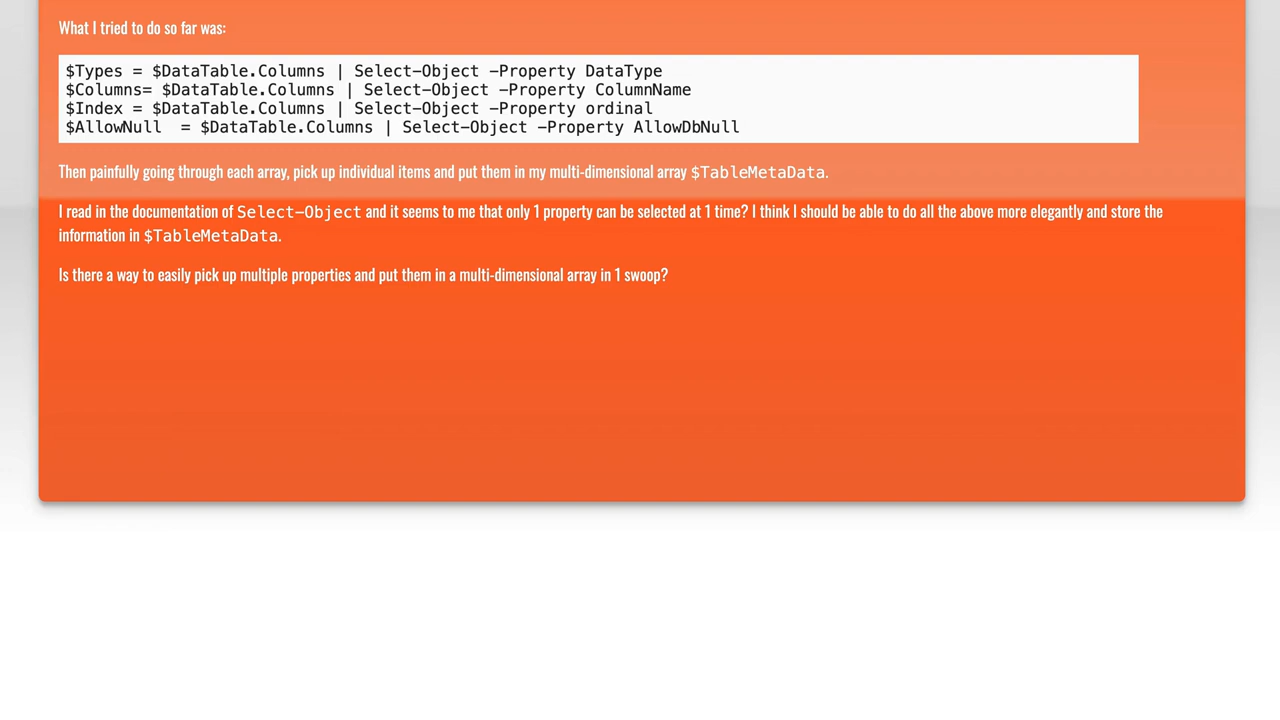 What I tried to do so far was:
$Types = $DataTable.Columns | Select-Object -Property DataType
$Columns= $DataTable.Columns | Select-Object -Property ColumnName
$Index = $DataTable.Columns | Select-Object -Property ordinal
$AllowNull  = $DataTable.Columns | Select-Object -Property AllowDbNull
Then painfully going through each array, pick up individual items and put them in my multi-dimensional array $TableMetaData.
I read in the documentation of Select-Object and it seems to me that only 1 property can be selected at 1 time? I think I should be able to do all the above more elegantly and store the
information in $TableMetaData.
Is there a way to easily pick up multiple properties and put them in a multi-dimensional array in 1 swoop?